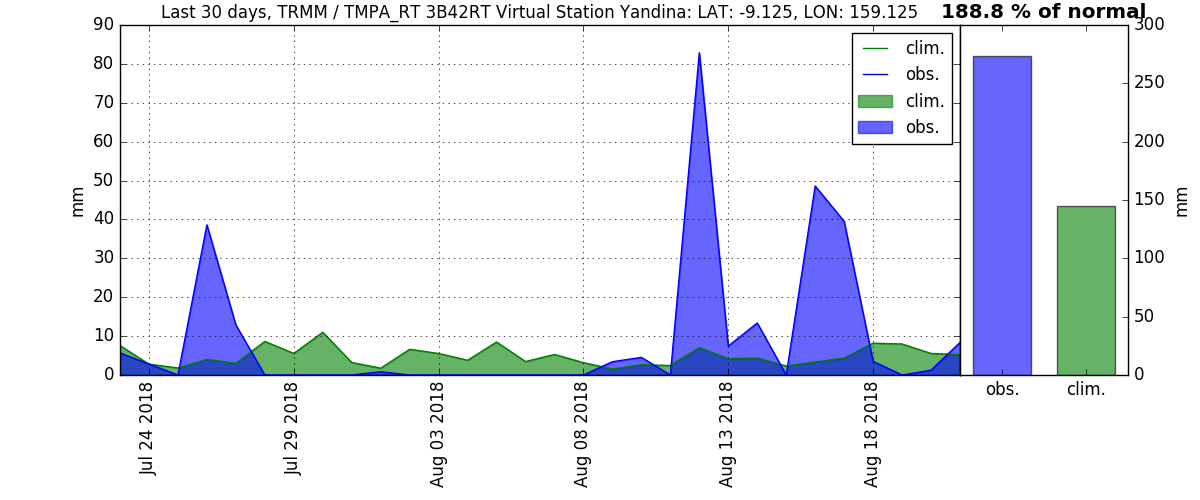 Last 30 days, TRMM / TMPA_RT 3B42RT Virtual Station Yandina: LAT: -9.125, LON: 159.125
188.8 % of normal
90
80
70
60
50
40
30
20
10
0
mm
clim.
obs.
clim.
obs.
Jul 24 2018
Jul 29 2018
Aug 03 2018
Aug 08 2018
Aug 13 2018
Aug 18 2018
300
250
200
150
100
50
0
mm
obs.
clim.